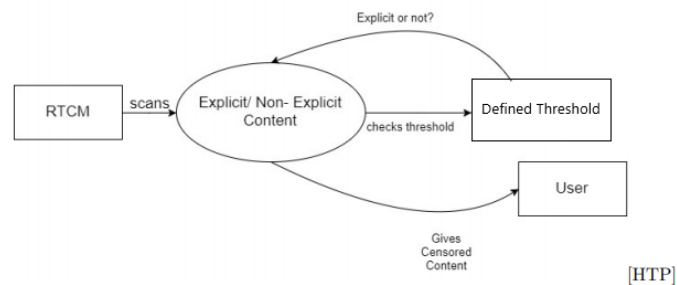 Explicit or not?
RTCM
scans
Explicit/ Non- Explicit
Content
checks threshold
Defined Threshold
User
Gives
Censored
Content
[HTP]